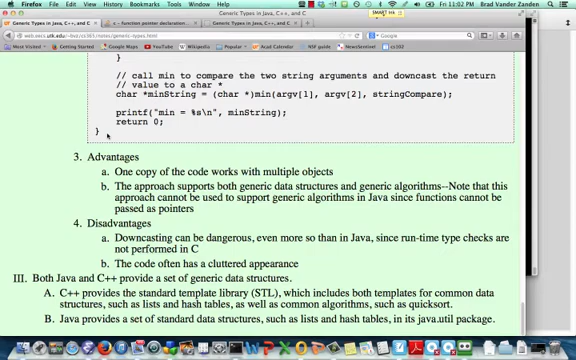 Firefox File Edit View History Bookmarks Tools Window Help
Fri 11:02 PM Brad Vander Zanden
Generic Types in Java, C++, and C
Generic Types in Java, C++, and C
c - function pointer declaration
Generic Types in Java, C++, and C
web.eecs.utk.edu
Google
Most Visited Getting Started Google Maps YouTube Wikipedia Popular Acad Calendar NSF guide NewsSentinel cs102
}
// call min to compare the two string arguments and downcast the return
// value to a char *
char *minString = (char *)min(argv[1], argv[2], stringCompare);
printf("min = %s\n", minString);
return 0;
}
3. Advantages
a. One copy of the code works with multiple objects
b. The approach supports both generic data structures and generic algorithms--Note that this
approach cannot be used to support generic algorithms in Java since functions cannot be
passed as pointers
4. Disadvantages
a. Downcasting can be dangerous, even more so than in Java, since run-time type checks are
not performed in C
b. The code often has a cluttered appearance
III. Both Java and C++ provide a set of generic data structures.
A. C++ provides the standard template library (STL), which includes both templates for common data
structures, such as lists and hash tables, as well as common algorithms, such as quicksort.
B. Java provides a set of standard data structures, such as lists and hash tables, in its java.util package.